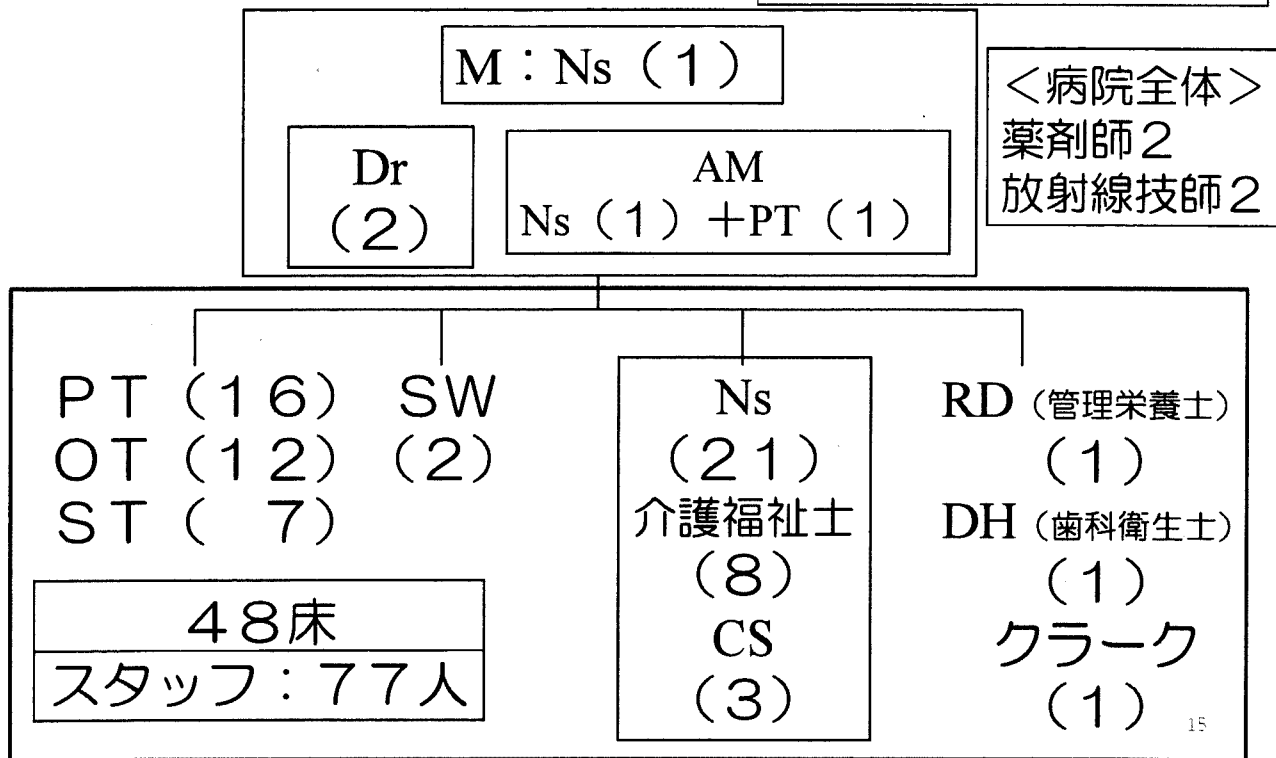 M：Ns（1）
Dr
（2）
AM
Ns（1）＋PT（1）
＜病院全体＞
薬剤師2
放射線技師2
PT（16）
OT（12）
ST（ 7）
SW
（2）
Ns
（21）
介護福祉士
（8）
CS
（3）
RD（管理栄養士）
（1）
DH（歯科衛生士）
（1）
クラーク
（1）
48床
スタッフ：77人
15